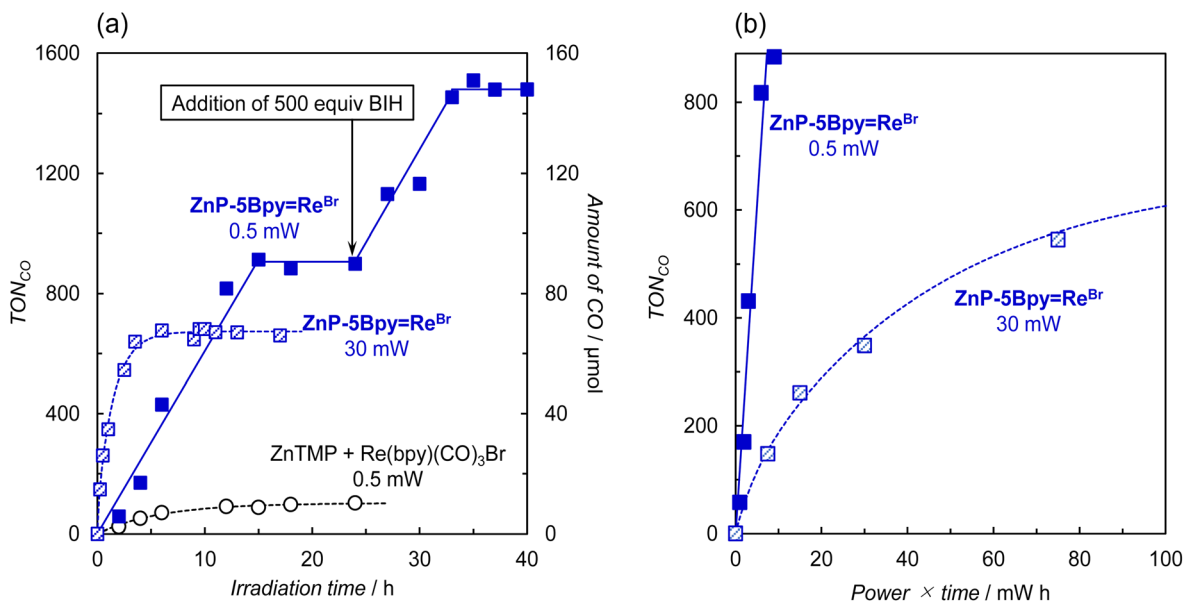 (a)
1600
1200
800
400
0
TON_CO
160
120
80
40
0
Amount of CO / μmol
Addition of 500 equiv BIH
ZnP-5Bpy=Re^Br
0.5 mW
ZnP-5Bpy=Re^Br
30 mW
ZnTMP + Re(bpy)(CO)₃Br
0.5 mW
0 10 20 30 40
Irradiation time / h
(b)
800
600
400
200
0
TON_CO
ZnP-5Bpy=Re^Br
0.5 mW
ZnP-5Bpy=Re^Br
30 mW
0 20 40 60 80 100
Power × time / mW h